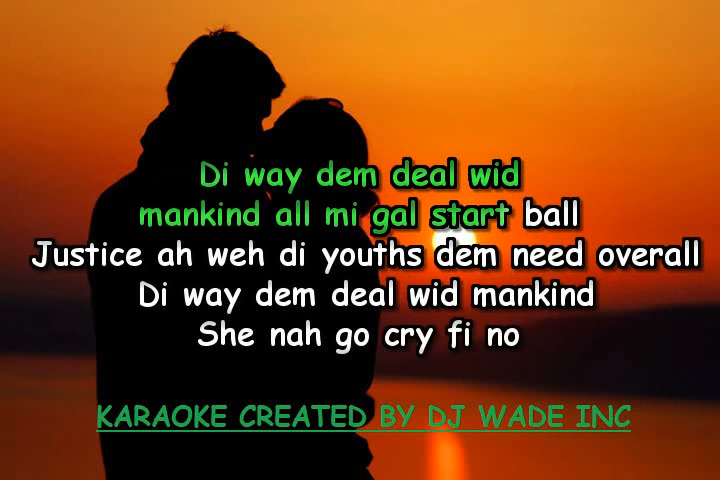 Di way dem deal wid
mankind all mi gal start ball
Justice ah weh di youths dem need overall
Di way dem deal wid mankind
She nah go cry fi no
KARAOKE CREATED BY DJ WADE INC